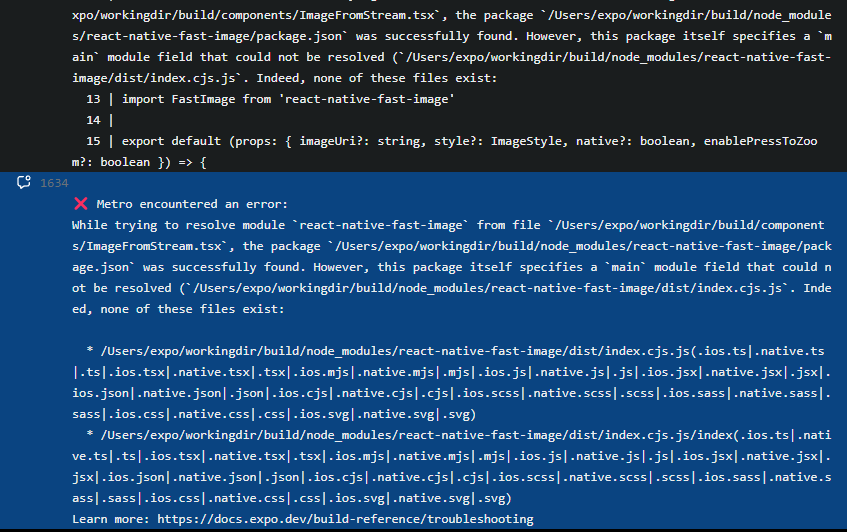 xpo/workingdir/build/components/ImageFromStream.tsx`, the package `/Users/expo/workingdir/build/node_module
s/react-native-fast-image/package.json` was successfully found. However, this package itself specifies a `m
ain` module field that could not be resolved (`/Users/expo/workingdir/build/node_modules/react-native-fast-
image/dist/index.cjs.js`. Indeed, none of these files exist:
13 | import FastImage from 'react-native-fast-image'
14 |
15 | export default (props: { imageUri?: string, style?: ImageStyle, native?: boolean, enablePressToZoo
m?: boolean }) => {
1634
❌ Metro encountered an error:
While trying to resolve module `react-native-fast-image` from file `/Users/expo/workingdir/build/component
s/ImageFromStream.tsx`, the package `/Users/expo/workingdir/build/node_modules/react-native-fast-image/pack
age.json` was successfully found. However, this package itself specifies a `main` module field that could n
ot be resolved (`/Users/expo/workingdir/build/node_modules/react-native-fast-image/dist/index.cjs.js`. Inde
ed, none of these files exist:
* /Users/expo/workingdir/build/node_modules/react-native-fast-image/dist/index.cjs.js(.ios.ts|.native.ts
|.ts|.ios.tsx|.native.tsx|.tsx|.ios.mjs|.native.mjs|.mjs|.ios.js|.native.js|.js|.ios.jsx|.native.jsx|.jsx|.
ios.json|.native.json|.json|.ios.cjs|.native.cjs|.cjs|.ios.scss|.native.scss|.scss|.ios.sass|.native.sass|.
sass|.ios.css|.native.css|.css|.ios.svg|.native.svg|.svg)
* /Users/expo/workingdir/build/node_modules/react-native-fast-image/dist/index.cjs.js/index(.ios.ts|.nati
ve.ts|.ts|.ios.tsx|.native.tsx|.tsx|.ios.mjs|.native.mjs|.mjs|.ios.js|.native.js|.js|.ios.jsx|.native.jsx|.
jsx|.ios.json|.native.json|.json|.ios.cjs|.native.cjs|.cjs|.ios.scss|.native.scss|.scss|.ios.sass|.native.s
ass|.sass|.ios.css|.native.css|.css|.ios.svg|.native.svg|.svg)
Learn more: https://docs.expo.dev/build-reference/troubleshooting